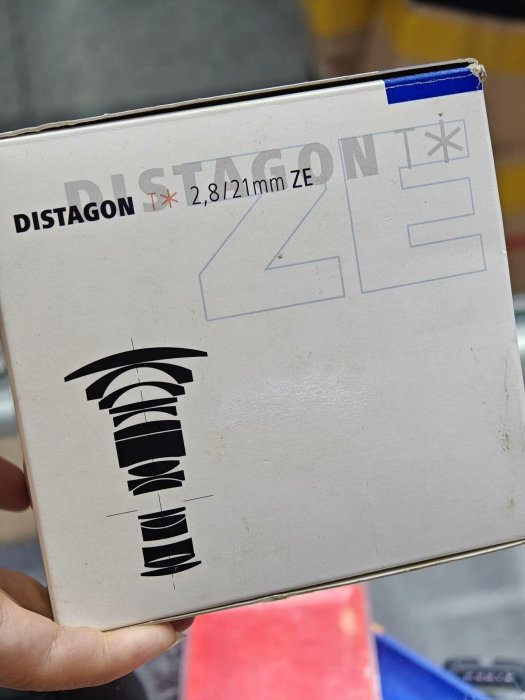 DISTAGON T*
DISTAGON T* 2,8/21mm ZE
ZE